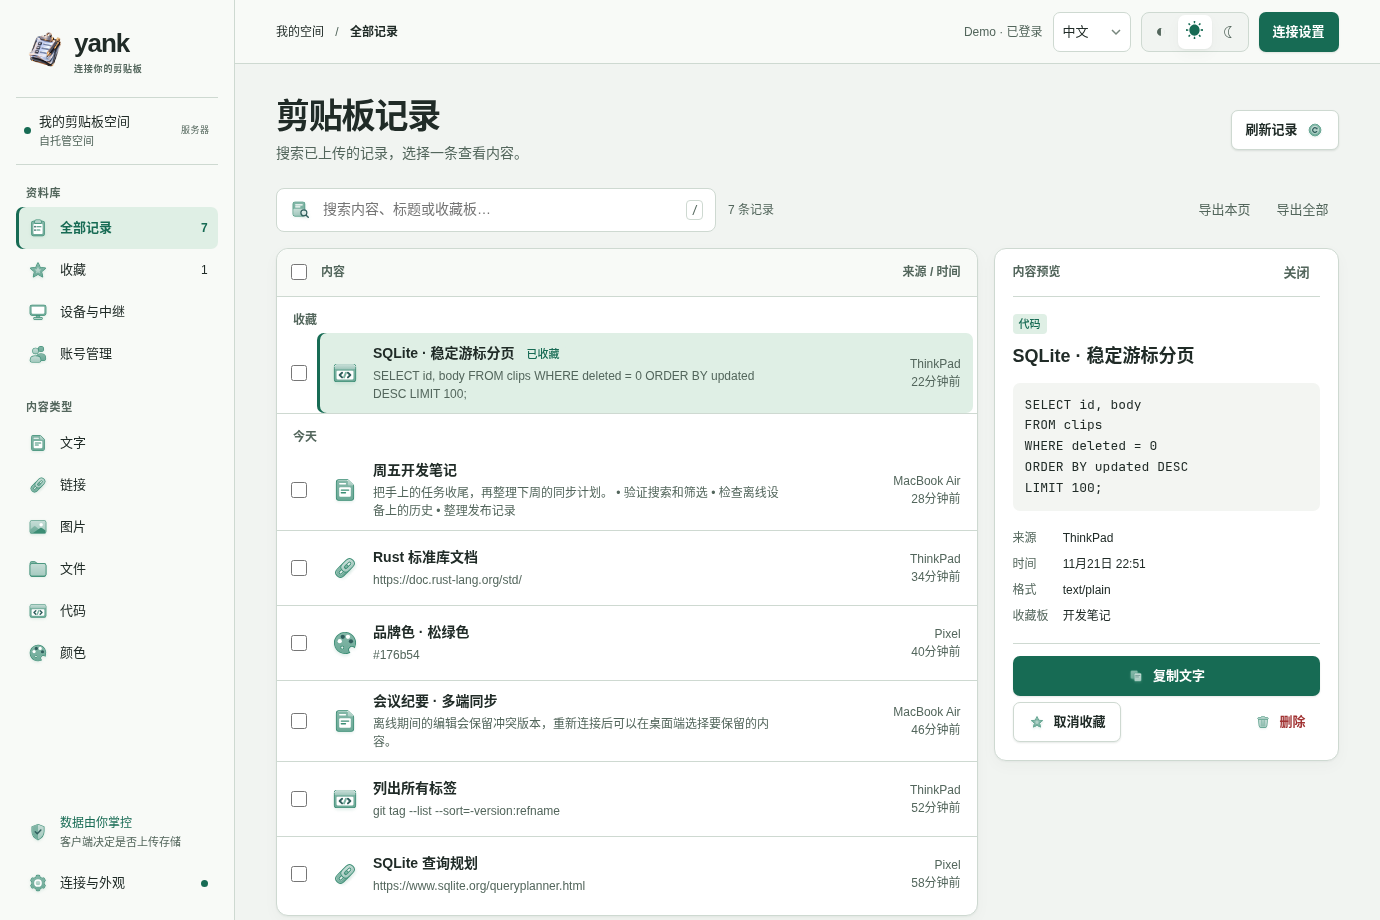 yank
连接你的剪贴板
我的剪贴板空间
自托管空间
服务器
资料库
全部记录 7
收藏 1
设备与中继
账号管理
内容类型
文字
链接
图片
文件
代码
颜色
数据由你掌控
客户端决定是否上传存储
连接与外观
我的空间 / 全部记录
Demo · 已登录
中文
连接设置
剪贴板记录
搜索已上传的记录，选择一条查看内容。
刷新记录
搜索内容、标题或收藏板… /
7 条记录
导出本页 导出全部
内容 来源 / 时间
收藏
SQLite · 稳定游标分页 已收藏
SELECT id, body FROM clips WHERE deleted = 0 ORDER BY updated
DESC LIMIT 100;
ThinkPad
22分钟前
今天
周五开发笔记
把手上的任务收尾，再整理下周的同步计划。 • 验证搜索和筛选 • 检查离线设
备上的历史 • 整理发布记录
MacBook Air
28分钟前
Rust 标准库文档
https://doc.rust-lang.org/std/
ThinkPad
34分钟前
品牌色 · 松绿色
#176b54
Pixel
40分钟前
会议纪要 · 多端同步
离线期间的编辑会保留冲突版本，重新连接后可以在桌面端选择要保留的内
容。
MacBook Air
46分钟前
列出所有标签
git tag --list --sort=-version:refname
ThinkPad
52分钟前
SQLite 查询规划
https://www.sqlite.org/queryplanner.html
Pixel
58分钟前
内容预览 关闭
代码
SQLite · 稳定游标分页
SELECT id, body
FROM clips
WHERE deleted = 0
ORDER BY updated DESC
LIMIT 100;
来源 ThinkPad
时间 11月21日 22:51
格式 text/plain
收藏板 开发笔记
复制文字
取消收藏 删除